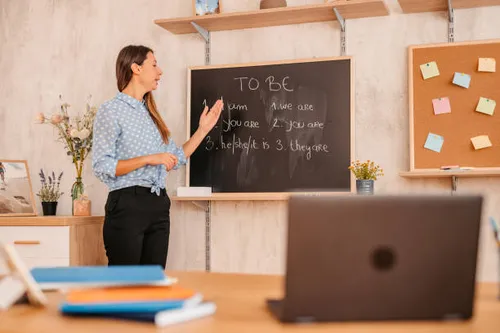 TO BE
I am 1. we are
you are 2. you are
3. he/she/it is 3. they are